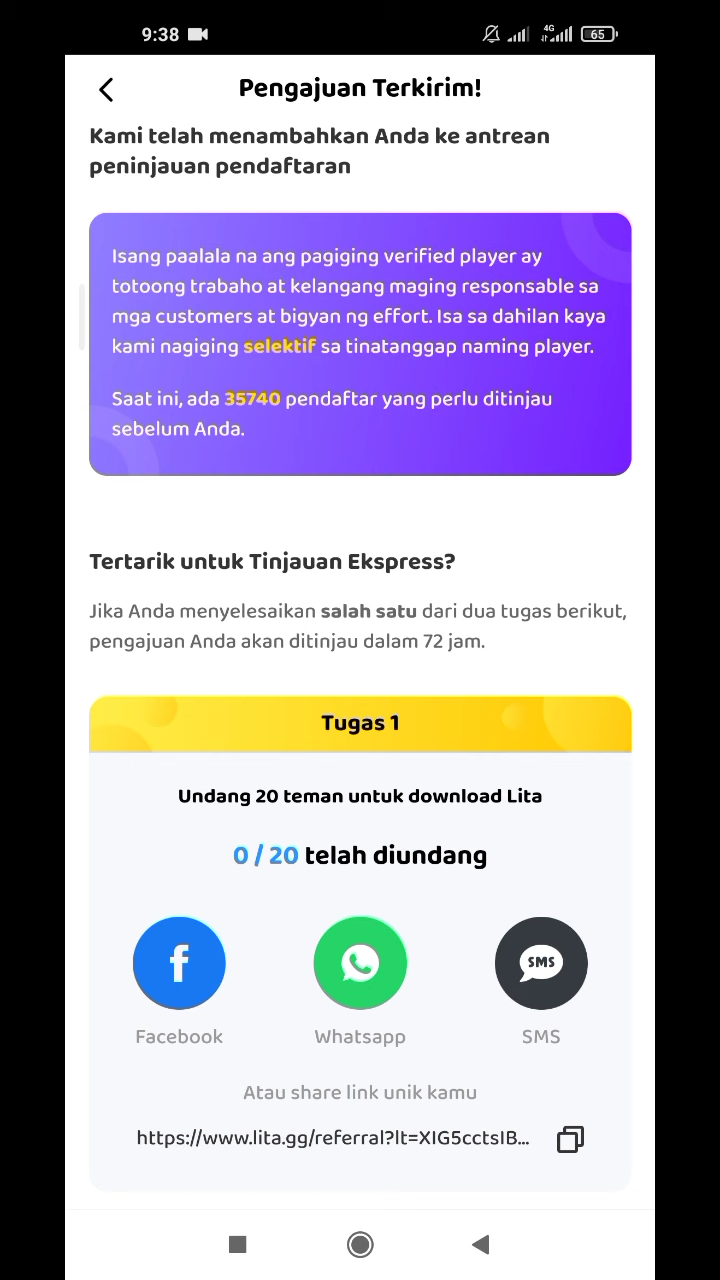 9:38
4G
65
Pengajuan Terkirim!
Kami telah menambahkan Anda ke antrean
peninjauan pendaftaran
Isang paalala na ang pagiging verified player ay
totoong trabaho at kelangang maging responsable sa
mga customers at bigyan ng effort. Isa sa dahilan kaya
kami nagiging selektif sa tinatanggap naming player.
Saat ini, ada 35740 pendaftar yang perlu ditinjau
sebelum Anda.
Tertarik untuk Tinjauan Ekspress?
Jika Anda menyelesaikan salah satu dari dua tugas berikut,
pengajuan Anda akan ditinjau dalam 72 jam.
Tugas 1
Undang 20 teman untuk download Lita
0 / 20 telah diundang
f
SMS
Facebook Whatsapp SMS
Atau share link unik kamu
https://www.lita.gg/referral?lt=XIG5cctsIB...